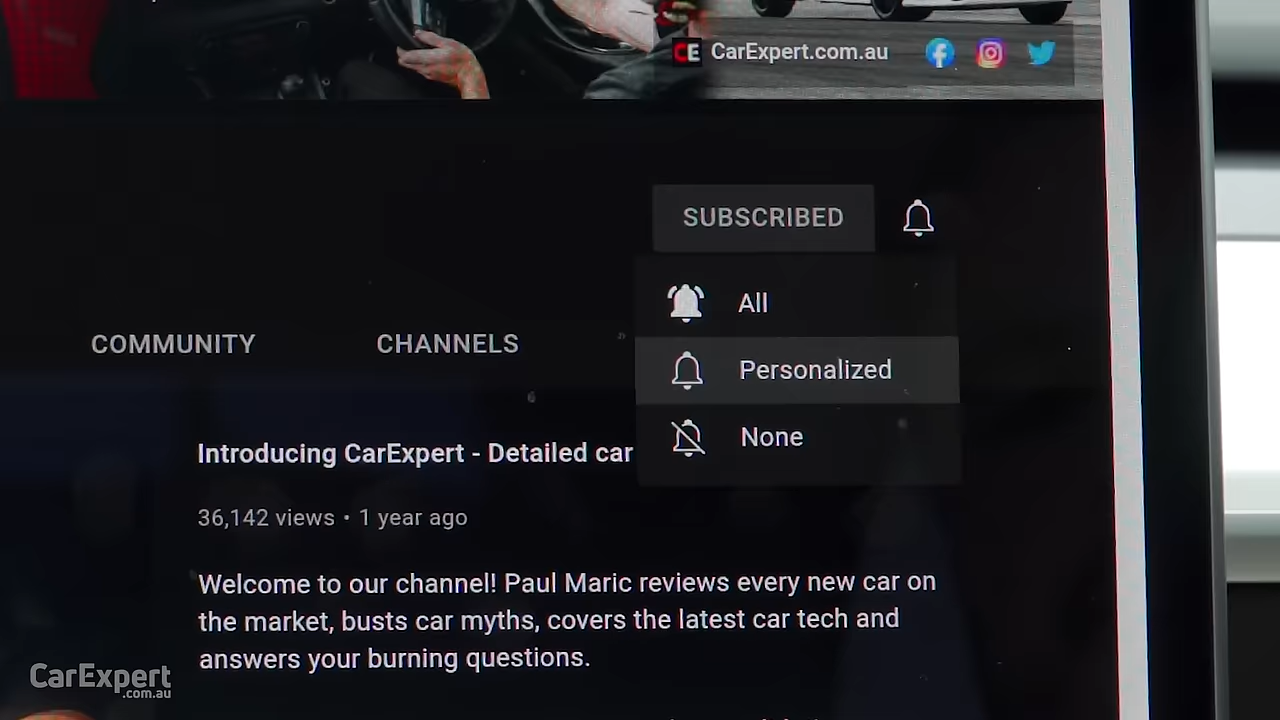 CE CarExpert.com.au
SUBSCRIBED
All
COMMUNITY CHANNELS
Personalized
None
Introducing CarExpert - Detailed car
36,142 views • 1 year ago
Welcome to our channel! Paul Maric reviews every new car on
the market, busts car myths, covers the latest car tech and
answers your burning questions.
CarExpert
.com.au